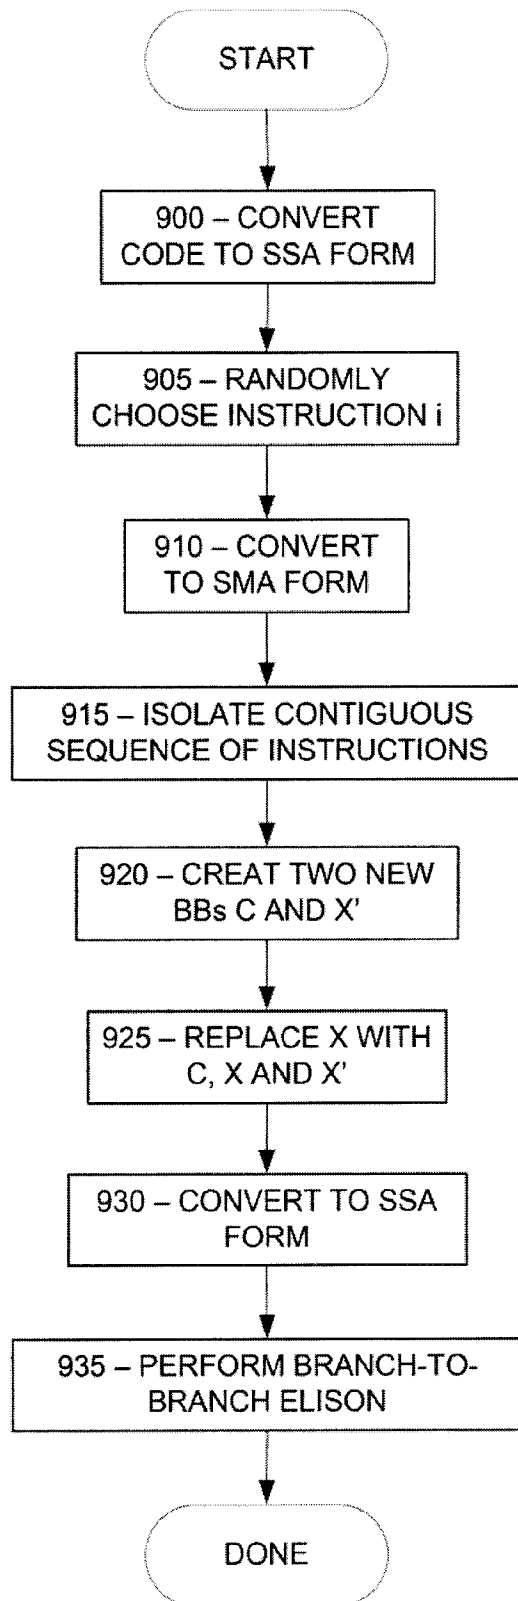 START
900 – CONVERT
CODE TO SSA FORM
905 – RANDOMLY
CHOOSE INSTRUCTION i
910 – CONVERT
TO SMA FORM
915 – ISOLATE CONTIGUOUS
SEQUENCE OF INSTRUCTIONS
920 – CREAT TWO NEW
BBs C AND X'
925 – REPLACE X WITH
C, X AND X'
930 – CONVERT TO SSA
FORM
935 – PERFORM BRANCH-TO-
BRANCH ELISON
DONE